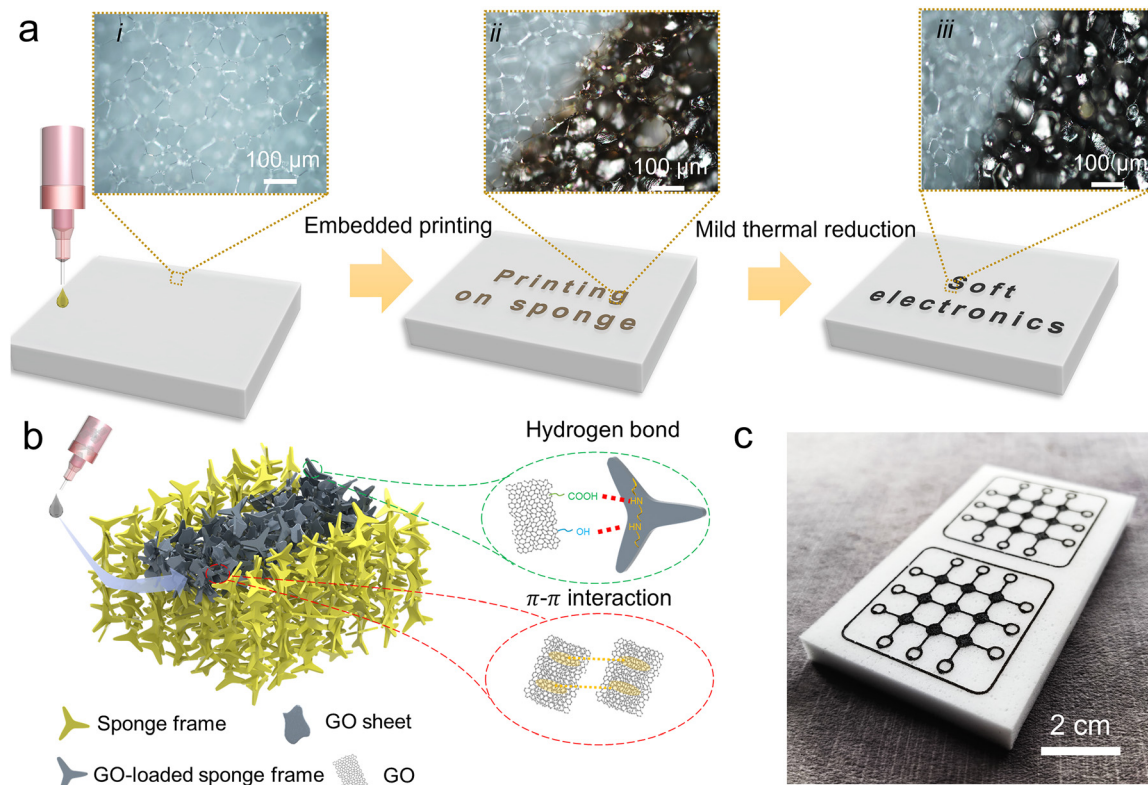 a
i
100 μm
ii
100 μm
iii
100 μm
Embedded printing
Mild thermal reduction
Printing
on sponge
Soft
electronics
b
Hydrogen bond
COOH
HN
OH
HN
π-π interaction
Sponge frame
GO sheet
GO-loaded sponge frame
GO
c
2 cm